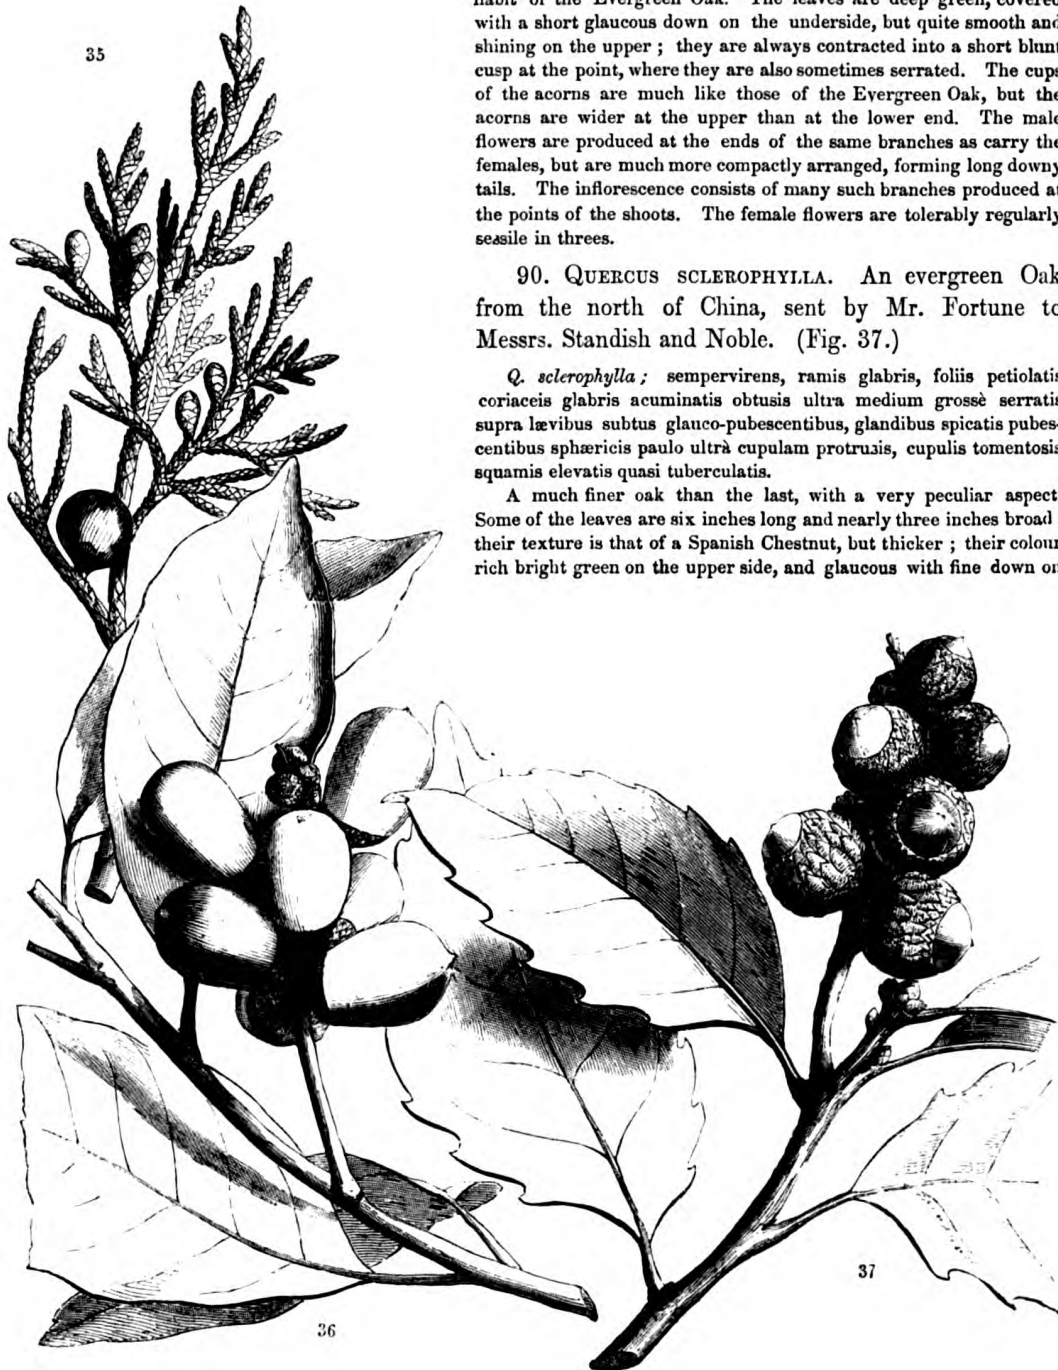 35
habit of the Evergreen Oak. The leaves are deep green, covered
with a short glaucous down on the underside, but quite smooth and
shining on the upper ; they are always contracted into a short blunt
cusp at the point, where they are also sometimes serrated. The cups
of the acorns are much like those of the Evergreen Oak, but the
acorns are wider at the upper than at the lower end. The male
flowers are produced at the ends of the same branches as carry the
females, but are much more compactly arranged, forming long downy
tails. The inflorescence consists of many such branches produced at
the points of the shoots. The female flowers are tolerably regularly
sessile in threes.
90. QUERCUS SCLEROPHYLLA. An evergreen Oak
from the north of China, sent by Mr. Fortune to
Messrs. Standish and Noble. (Fig. 37.)
Q. sclerophylla ; sempervirens, ramis glabris, foliis petiolatis
coriaceis glabris acuminatis obtusis ultra medium grossè serratis
supra lævibus subtus glauco-pubescentibus, glandibus spicatis pubes-
centibus sphæricis paulo ultrà cupulam protrusis, cupulis tomentosis
squamis elevatis quasi tuberculatis.
A much finer oak than the last, with a very peculiar aspect
Some of the leaves are six inches long and nearly three inches broad
their texture is that of a Spanish Chestnut, but thicker ; their colour
rich bright green on the upper side, and glaucous with fine down on
37
36